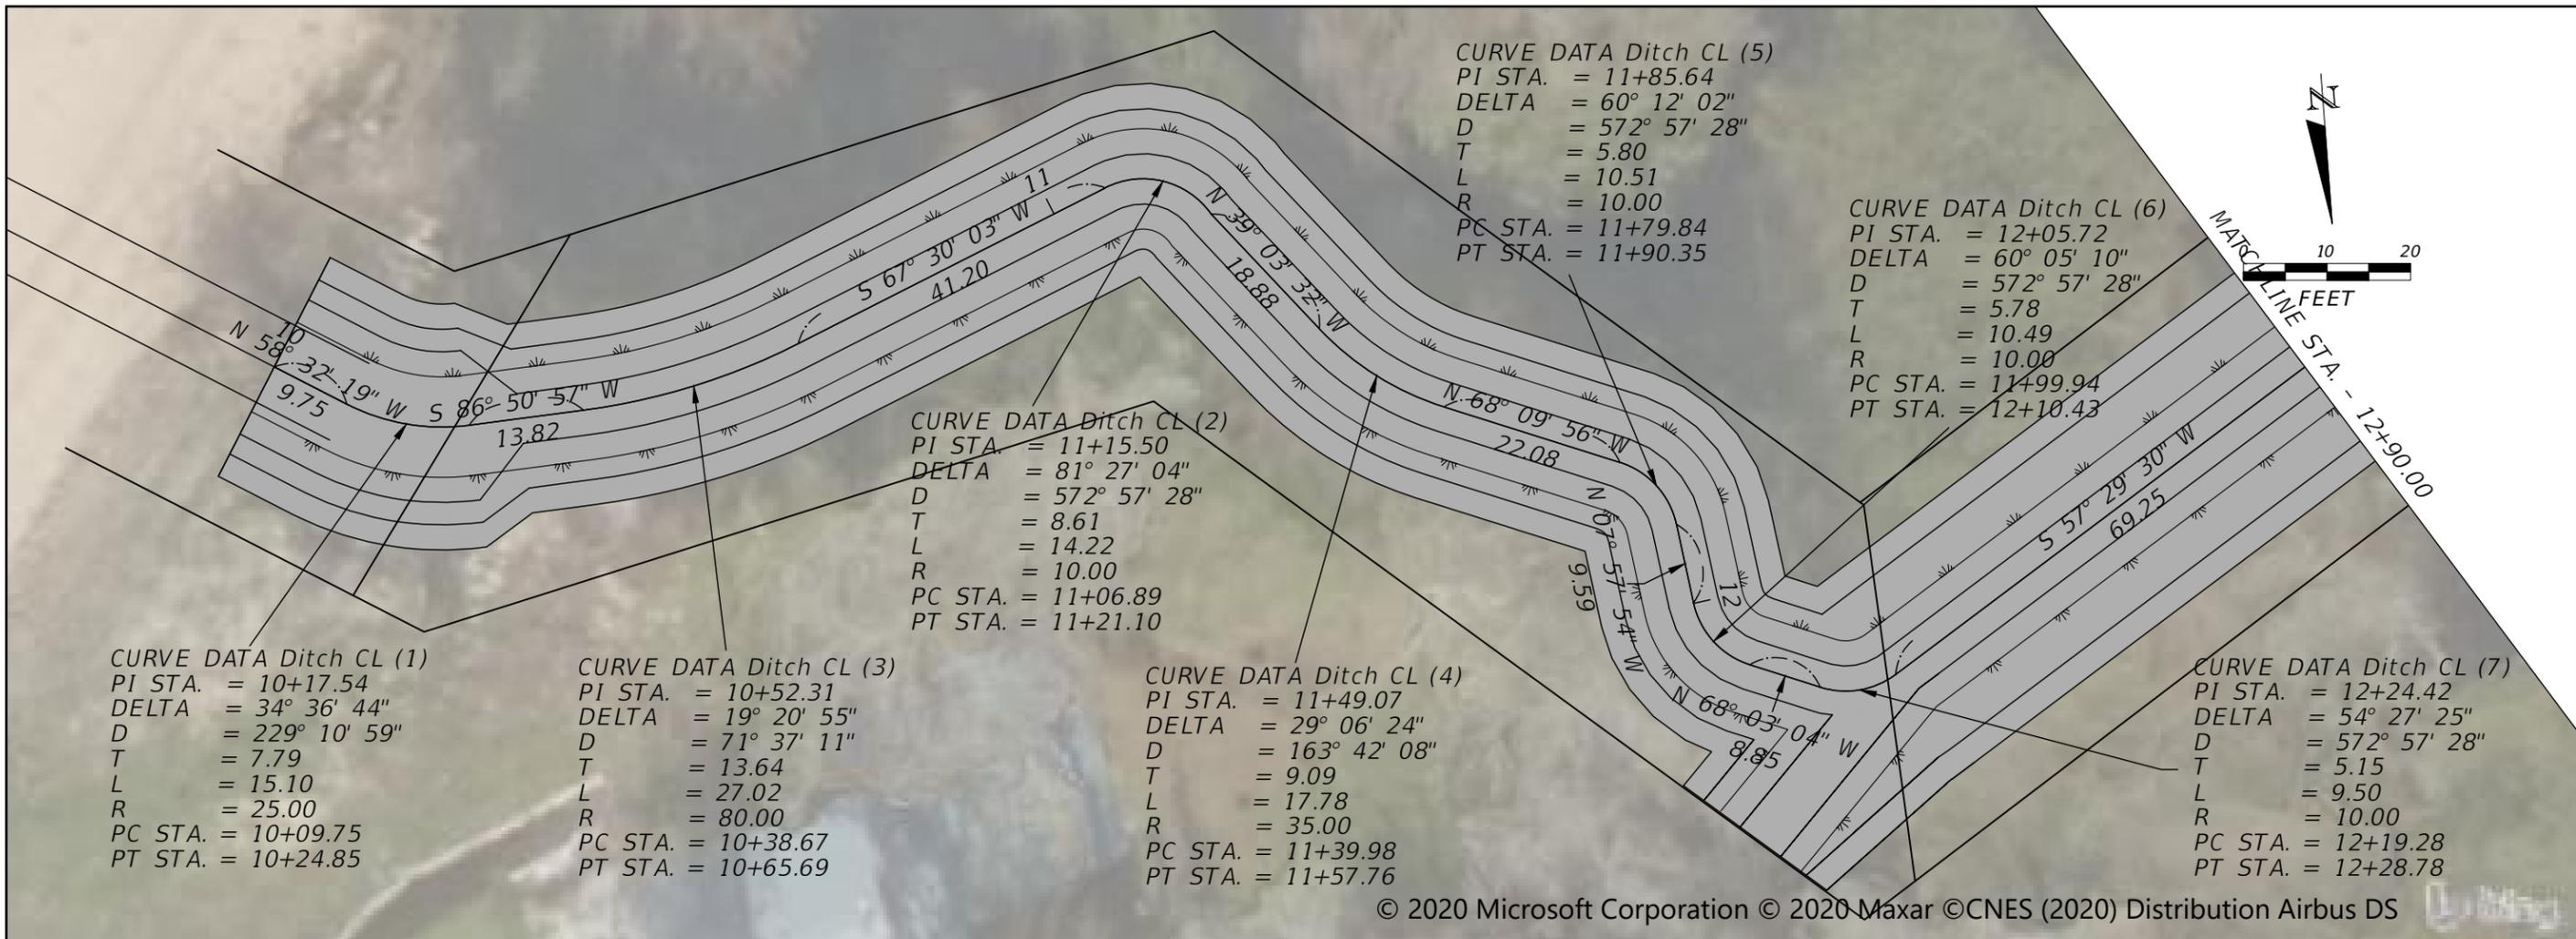 CURVE DATA Ditch CL (5)
PI STA. = 11+85.64
DELTA = 60° 12' 02"
D = 572° 57' 28"
T = 5.80
L = 10.51
R = 10.00
PC STA. = 11+79.84
PT STA. = 11+90.35
CURVE DATA Ditch CL (6)
PI STA. = 12+05.72
DELTA = 60° 05' 10"
D = 572° 57' 28"
T = 5.78
L = 10.49
R = 10.00
PC STA. = 11+99.94
PT STA. = 12+10.43
N
10 20
FEET
MATCH LINE STA. - 12+90.00
10
N 58° 32' 19" W
9.75
S 86° 50' 57" W
13.82
11
S 67° 30' 03" W
41.20
N 39° 03' 32" W
18.88
N 68° 09' 56" W
22.08
N 07° 57' 54" W
9.59
12
N 68° 03' 04" W
8.85
S 57° 29' 30" W
69.25
CURVE DATA Ditch CL (2)
PI STA. = 11+15.50
DELTA = 81° 27' 04"
D = 572° 57' 28"
T = 8.61
L = 14.22
R = 10.00
PC STA. = 11+06.89
PT STA. = 11+21.10
CURVE DATA Ditch CL (1)
PI STA. = 10+17.54
DELTA = 34° 36' 44"
D = 229° 10' 59"
T = 7.79
L = 15.10
R = 25.00
PC STA. = 10+09.75
PT STA. = 10+24.85
CURVE DATA Ditch CL (3)
PI STA. = 10+52.31
DELTA = 19° 20' 55"
D = 71° 37' 11"
T = 13.64
L = 27.02
R = 80.00
PC STA. = 10+38.67
PT STA. = 10+65.69
CURVE DATA Ditch CL (4)
PI STA. = 11+49.07
DELTA = 29° 06' 24"
D = 163° 42' 08"
T = 9.09
L = 17.78
R = 35.00
PC STA. = 11+39.98
PT STA. = 11+57.76
CURVE DATA Ditch CL (7)
PI STA. = 12+24.42
DELTA = 54° 27' 25"
D = 572° 57' 28"
T = 5.15
L = 9.50
R = 10.00
PC STA. = 12+19.28
PT STA. = 12+28.78
© 2020 Microsoft Corporation © 2020 Maxar ©CNES (2020) Distribution Airbus DS